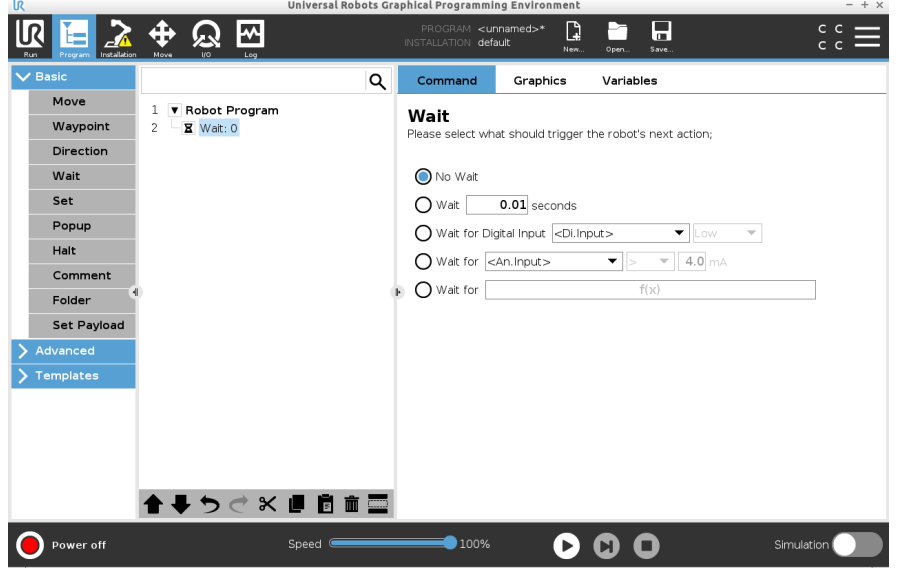 UR
Universal Robots Graphical Programming Environment
UR
Run
Program
Installation
Move
I/O
Log
PROGRAM <unnamed>*
INSTALLATION default
New...
Open...
Save...
C C
C C
Basic
Move
Waypoint
Direction
Wait
Set
Popup
Halt
Comment
Folder
Set Payload
Advanced
Templates
1 Robot Program
2 Wait: 0
Command Graphics Variables
Wait
Please select what should trigger the robot's next action;
No Wait
Wait 0.01 seconds
Wait for Digital Input <Di.Input> Low
Wait for <An.Input> > 4.0 mA
Wait for f(x)
Power off
Speed 100%
Simulation